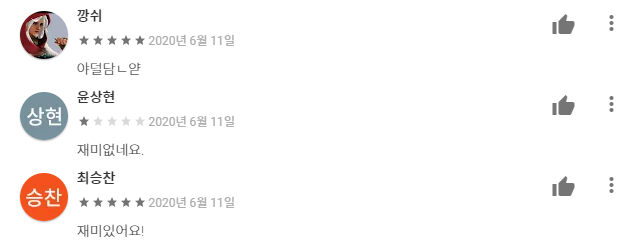 깡쉬
★★★★★ 2020년 6월 11일
야덜담ㄴ얃
상현
윤상현
★★★★★ 2020년 6월 11일
재미없네요.
승찬
최승찬
★★★★★ 2020년 6월 11일
재미있어요!